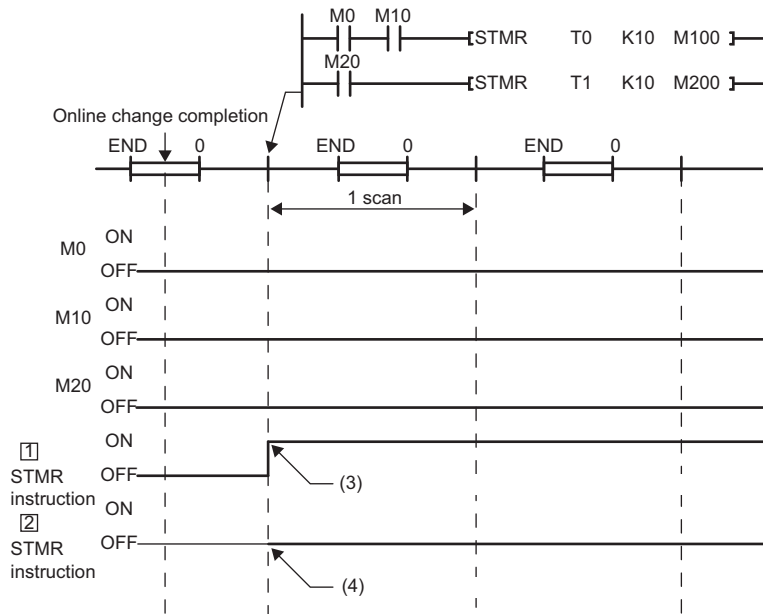 M0 M10
STMR T0 K10 M100
M20
STMR T1 K10 M200
Online change completion
END 0 END 0 END 0
1 scan
M0 ON
OFF
M10 ON
OFF
M20 ON
OFF
1 ON
STMR OFF
instruction
(3)
2 ON
STMR OFF
instruction
(4)